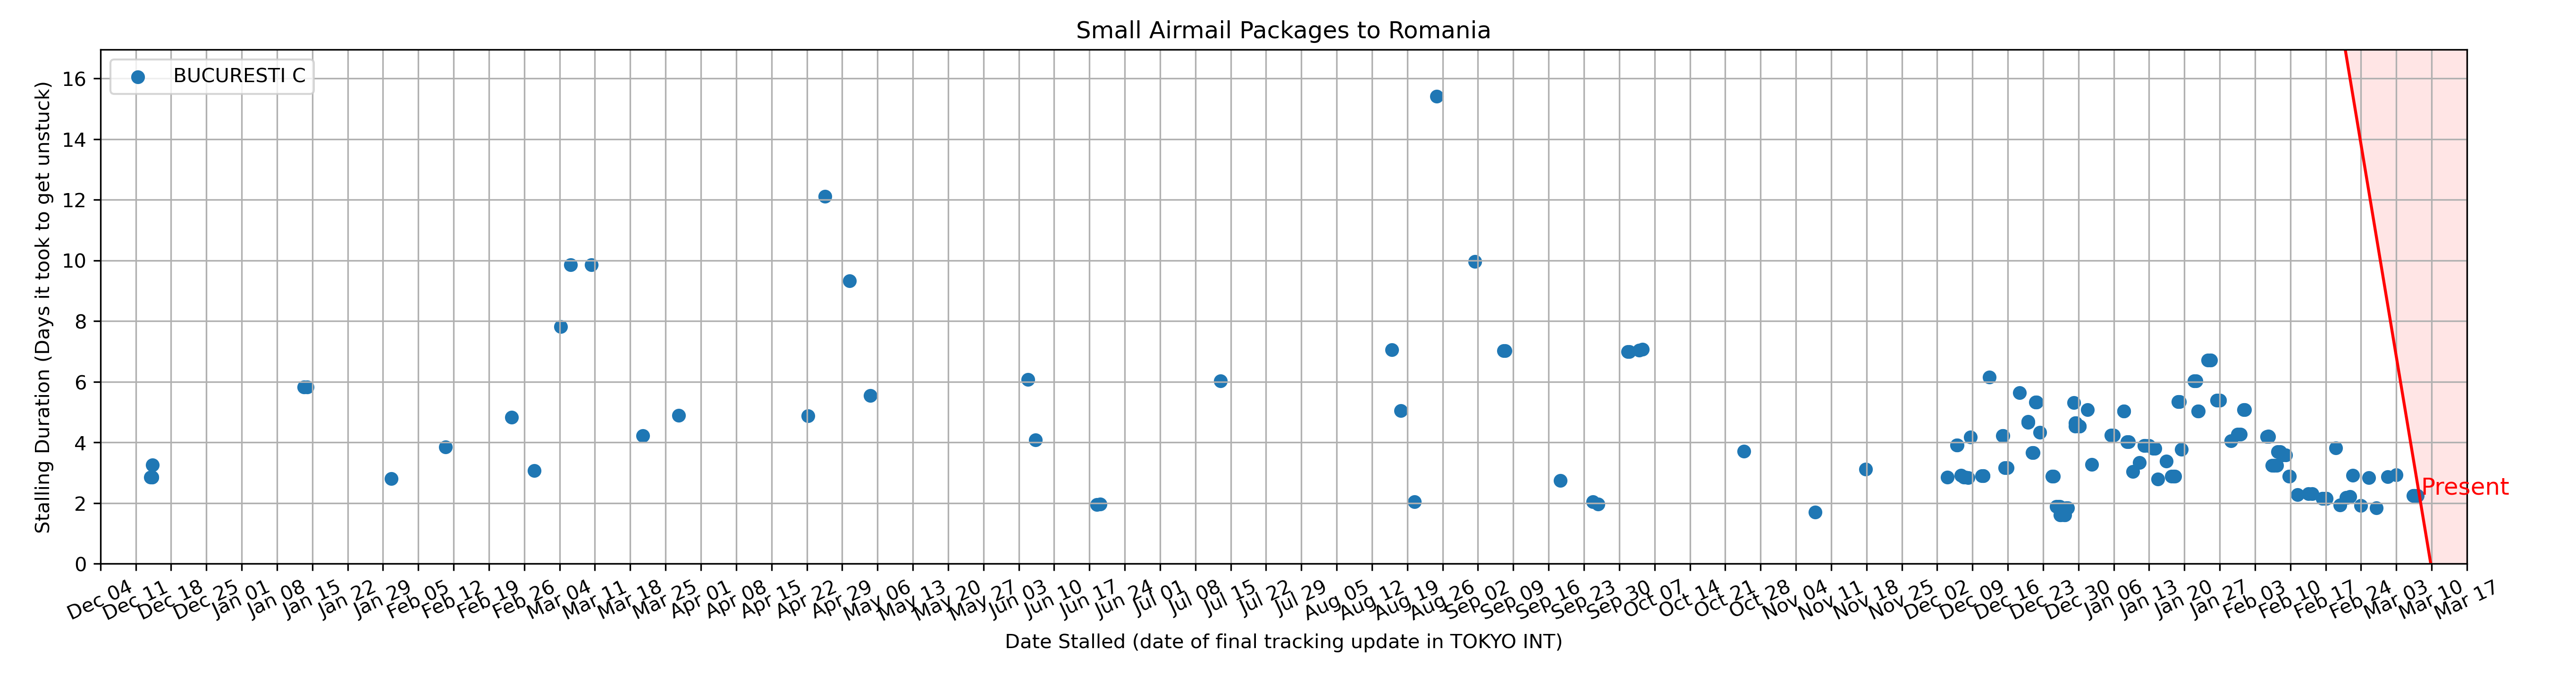 Small Airmail Packages to Romania
BUCURESTI C
Stalling Duration (Days it took to get unstuck)
16
14
12
10
8
6
4
2
0
Present
Dec 04 Dec 11 Dec 18 Dec 25 Jan 01 Jan 08 Jan 15 Jan 22 Jan 29 Feb 05 Feb 12 Feb 19 Feb 26 Mar 04 Mar 11 Mar 18 Mar 25 Apr 01 Apr 08 Apr 15 Apr 22 Apr 29 May 06 May 13 May 20 May 27 Jun 03 Jun 10 Jun 17 Jun 24 Jul 01 Jul 08 Jul 15 Jul 22 Jul 29 Aug 05 Aug 12 Aug 19 Aug 26 Sep 02 Sep 09 Sep 16 Sep 23 Sep 30 Oct 07 Oct 14 Oct 21 Oct 28 Nov 04 Nov 11 Nov 18 Nov 25 Dec 02 Dec 09 Dec 16 Dec 23 Dec 30 Jan 06 Jan 13 Jan 20 Jan 27 Feb 03 Feb 10 Feb 17 Feb 24 Mar 03 Mar 10 Mar 17
Date Stalled (date of final tracking update in TOKYO INT)